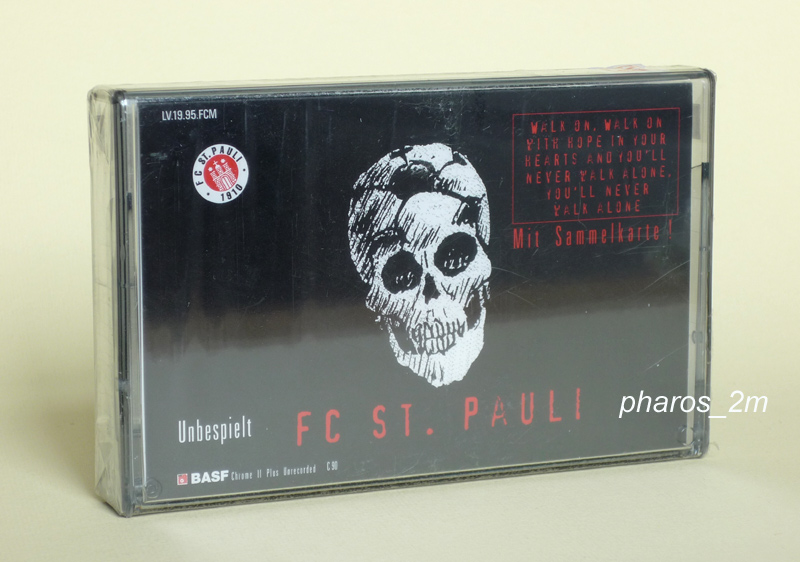 LV.19.95.FCM
FC ST. PAULI
1910
WALK ON, WALK ON
WITH HOPE IN YOUR
HEARTS AND YOU'LL
NEVER WALK ALONE,
YOU'LL NEVER
WALK ALONE
Mit Sammelkarte!
Unbespielt
FC ST. PAULI
pharos_2m
BASF Chrome II Plus Unrecorded C90